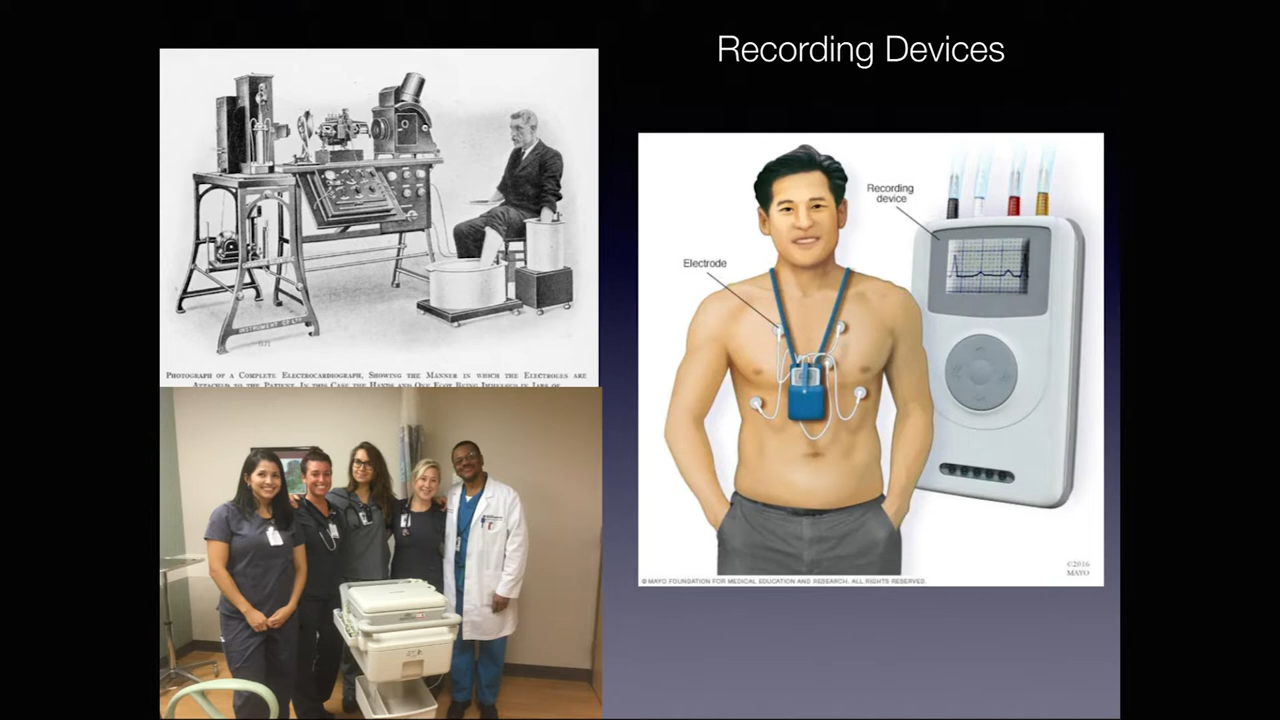 Recording Devices
INSTRUMENT CO LTD
PHOTOGRAPH OF A COMPLETE ELECTROCARDIOGRAPH, SHOWING THE MANNER IN WHICH THE ELECTRODES ARE
ATTACHED TO THE PATIENT, IN THIS CASE THE HANDS AND ONE FOOT BEING IMMERSED IN JARS OF
Recording
device
Electrode
©2016
MAYO
© MAYO FOUNDATION FOR MEDICAL EDUCATION AND RESEARCH. ALL RIGHTS RESERVED.